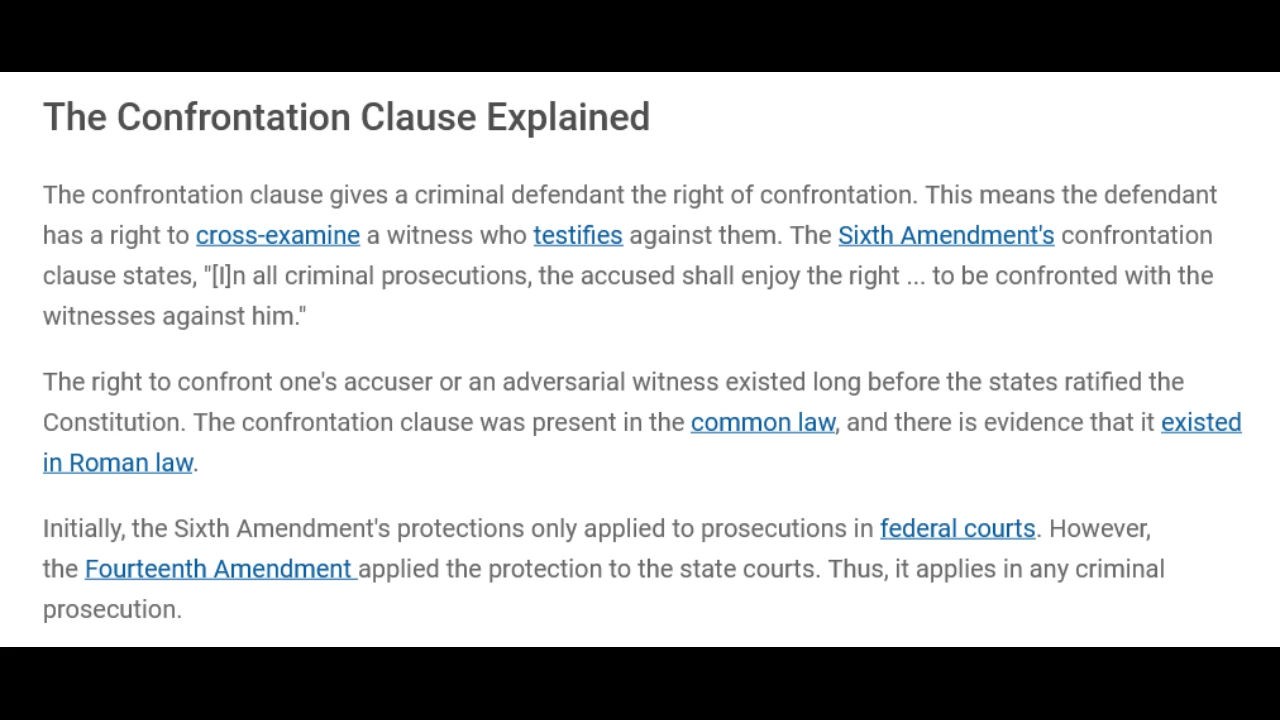 The Confrontation Clause Explained
The confrontation clause gives a criminal defendant the right of confrontation. This means the defendant
has a right to cross-examine a witness who testifies against them. The Sixth Amendment's confrontation
clause states, "[I]n all criminal prosecutions, the accused shall enjoy the right ... to be confronted with the
witnesses against him."
The right to confront one's accuser or an adversarial witness existed long before the states ratified the
Constitution. The confrontation clause was present in the common law, and there is evidence that it existed
in Roman law.
Initially, the Sixth Amendment's protections only applied to prosecutions in federal courts. However,
the Fourteenth Amendment applied the protection to the state courts. Thus, it applies in any criminal
prosecution.